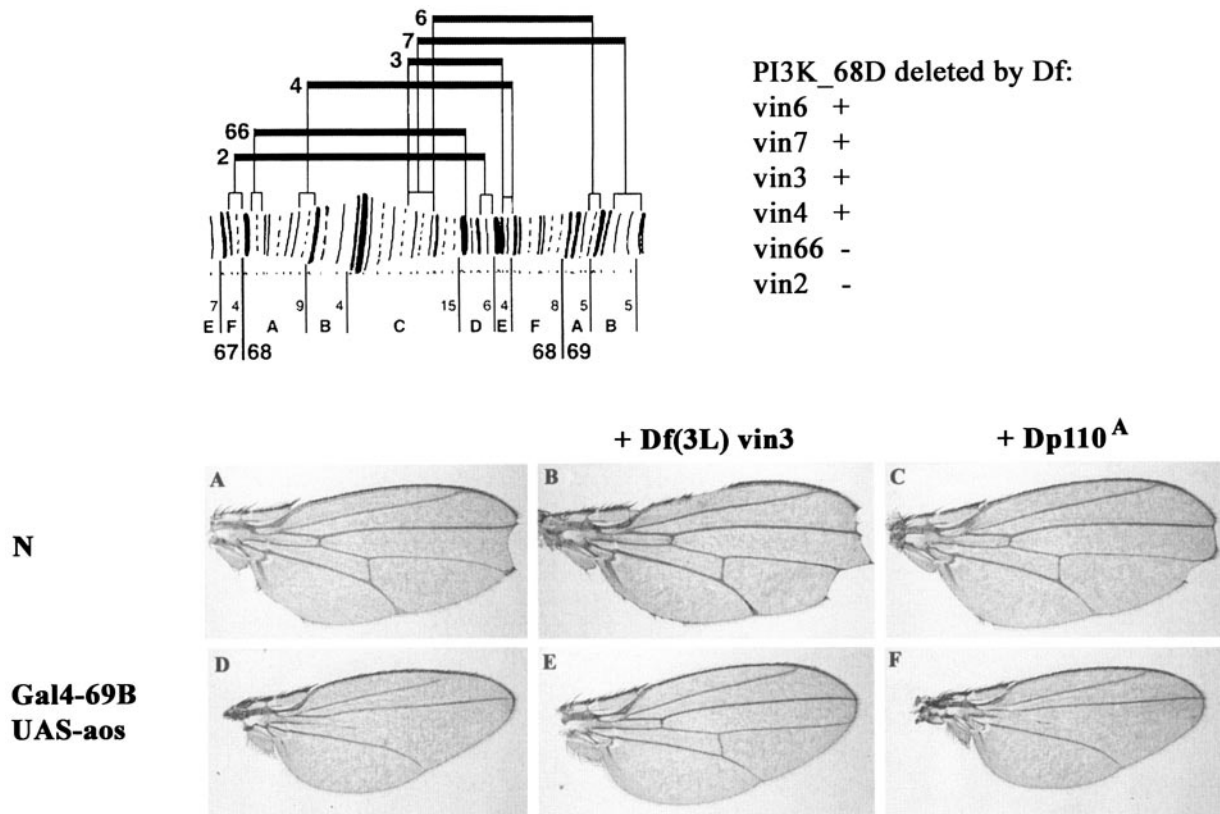 6
7
3
4
66
2
PI3K_68D deleted by Df:
vin6 +
vin7 +
vin3 +
vin4 +
vin66 -
vin2 -
7 4 9 4 15 6 4 8 5 5
E F A B C D E F A B
67 68 68 69
+ Df(3L) vin3 + Dp110 A
A B C
N
D E F
Gal4-69B
UAS-aos